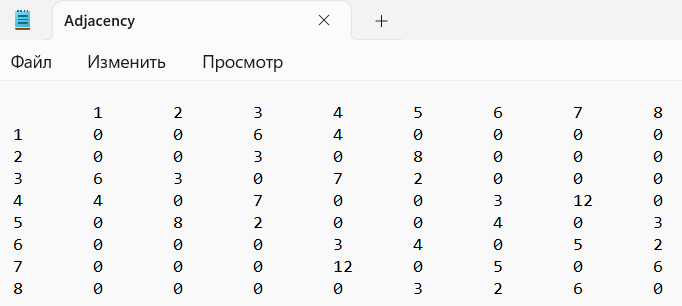 Adjacency
Файл Изменить Просмотр
1 2 3 4 5 6 7 8
1 0 0 6 4 0 0 0 0
2 0 0 3 0 8 0 0 0
3 6 3 0 7 2 0 0 0
4 4 0 7 0 0 3 12 0
5 0 8 2 0 0 4 0 3
6 0 0 0 3 4 0 5 2
7 0 0 0 12 0 5 0 6
8 0 0 0 0 3 2 6 0